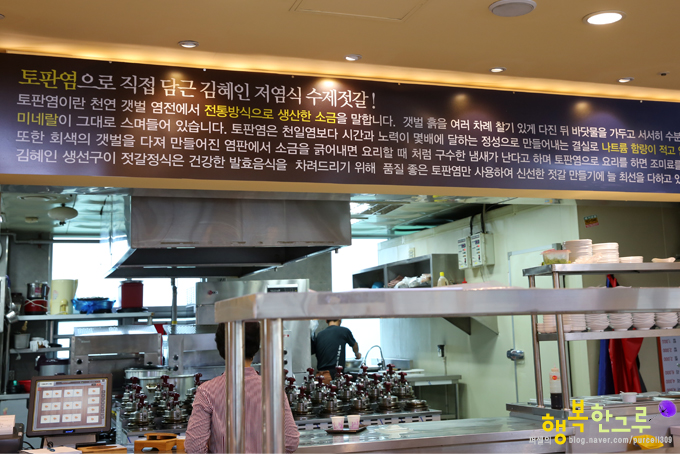 토판염으로 직접 담근 김혜인 저염식 수제젓갈!
토판염이란 천연 갯벌 염전에서 전통방식으로 생산한 소금을 말합니다. 갯벌 흙을 여러 차례 찰기 있게 다진 뒤 바닷물을 가두고 서서히 수분
미네랄이 그대로 스며들어 있습니다. 토판염은 천일염보다 시간과 노력이 몇배에 달하는 정성으로 만들어내는 결실로 나트륨 함량이 적고
또한 회색의 갯벌을 다져 만들어진 염판에서 소금을 긁어내면 요리할 때 처럼 구수한 냄새가 난다고 하며 토판염으로 요리를 하면 조미료를
김혜인 생선구이 젓갈정식은 건강한 발효음식을 차려드리기 위해 품질 좋은 토판염만 사용하여 신선한 젓갈 만들기에 늘 최선을 다하고
행복한그루
blog.naver.com/purcell309